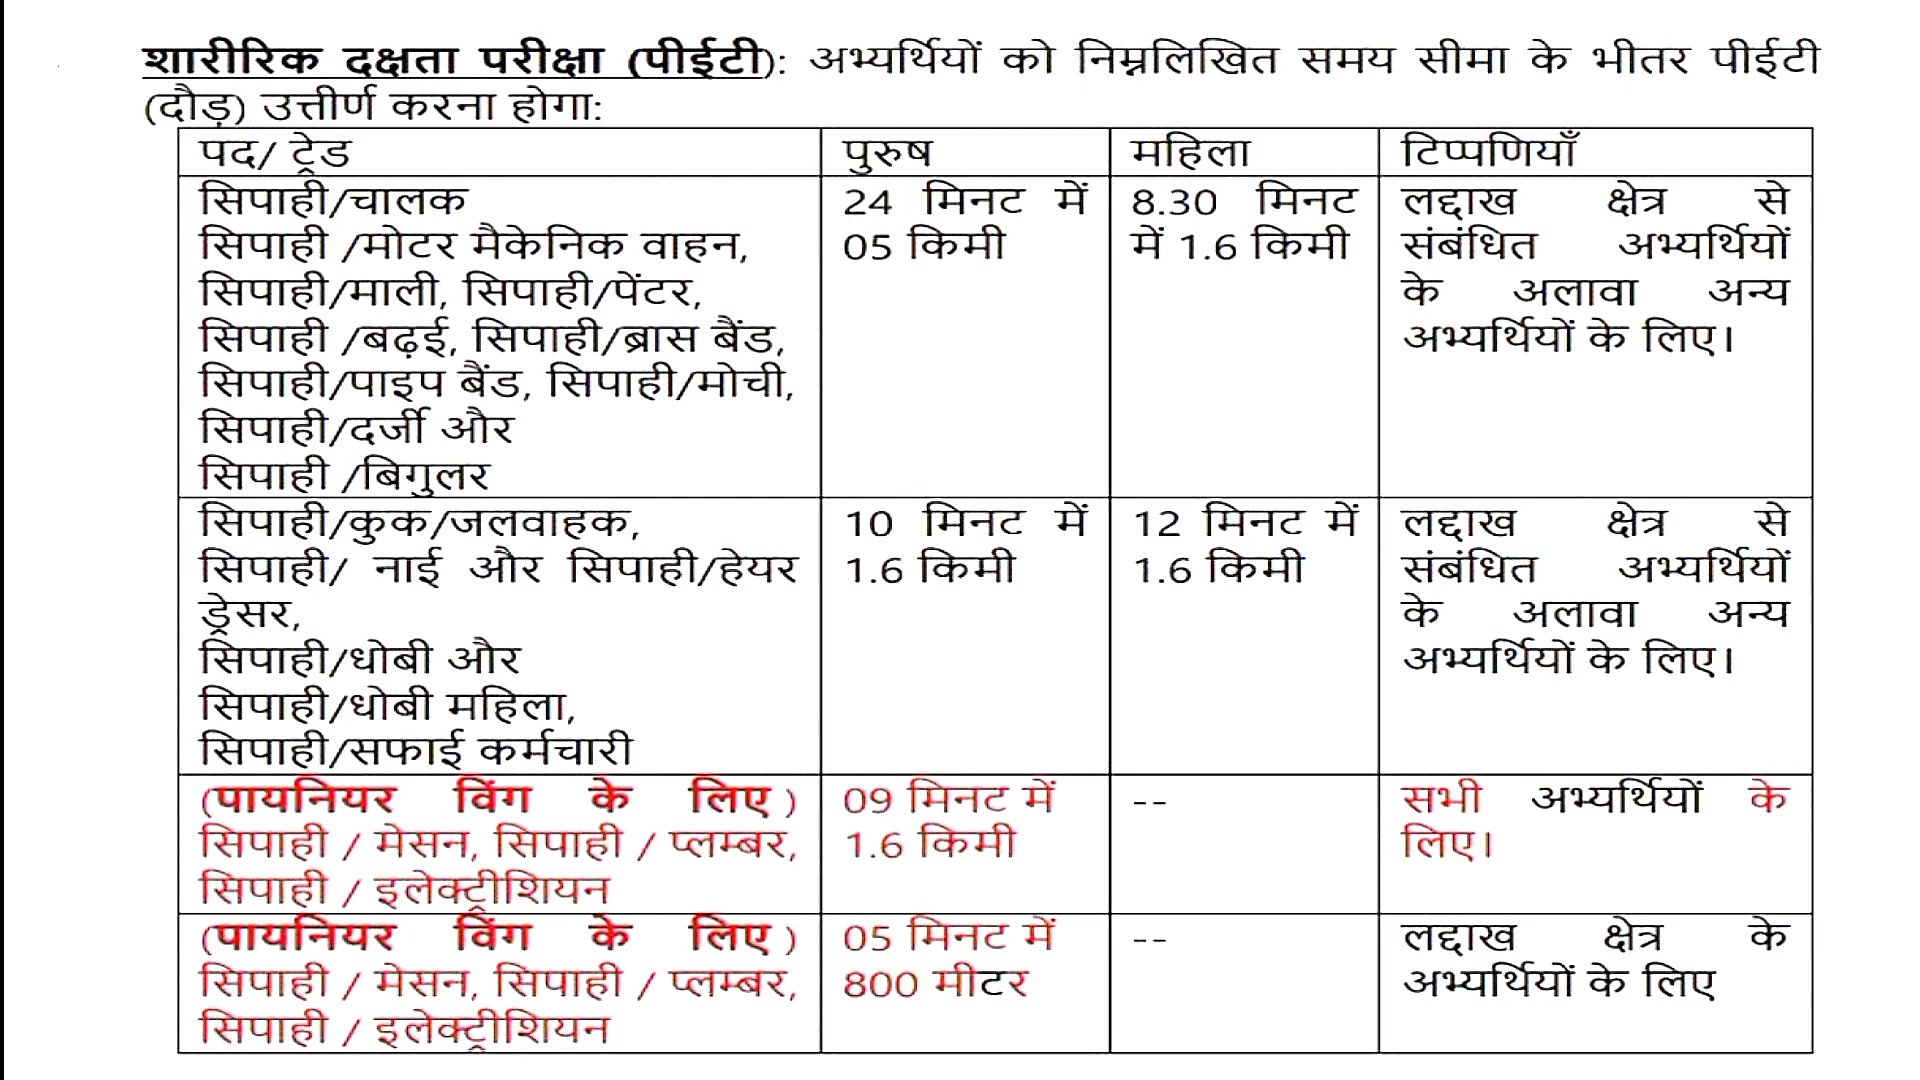 शारीरिक दक्षता परीक्षा (पीईटी): अभ्यर्थियों को निम्नलिखित समय सीमा के भीतर पीईटी
(दौड़) उत्तीर्ण करना होगा:
पद/ ट्रेड पुरुष महिला टिप्पणियाँ
सिपाही/चालक
सिपाही /मोटर मैकेनिक वाहन,
सिपाही/माली, सिपाही/पेंटर,
सिपाही /बढ़ई, सिपाही/ब्रास बैंड,
सिपाही/पाइप बैंड, सिपाही/मोची,
सिपाही/दर्जी और
सिपाही /बिगुलर
24 मिनट में
05 किमी
8.30 मिनट
में 1.6 किमी
लद्दाख क्षेत्र से
संबंधित अभ्यर्थियों
के अलावा अन्य
अभ्यर्थियों के लिए।
सिपाही/कुक/जलवाहक,
सिपाही/ नाई और सिपाही/हेयर
ड्रेसर,
सिपाही/धोबी और
सिपाही/धोबी महिला,
सिपाही/सफाई कर्मचारी
10 मिनट में
1.6 किमी
12 मिनट में
1.6 किमी
लद्दाख क्षेत्र से
संबंधित अभ्यर्थियों
के अलावा अन्य
अभ्यर्थियों के लिए।
(पायनियर विंग के लिए )
सिपाही / मेसन, सिपाही / प्लम्बर,
सिपाही / इलेक्ट्रीशियन
09 मिनट में
1.6 किमी
--
सभी अभ्यर्थियों के
लिए।
(पायनियर विंग के लिए )
सिपाही / मेसन, सिपाही / प्लम्बर,
सिपाही / इलेक्ट्रीशियन
05 मिनट में
800 मीटर
--
लद्दाख क्षेत्र के
अभ्यर्थियों के लिए